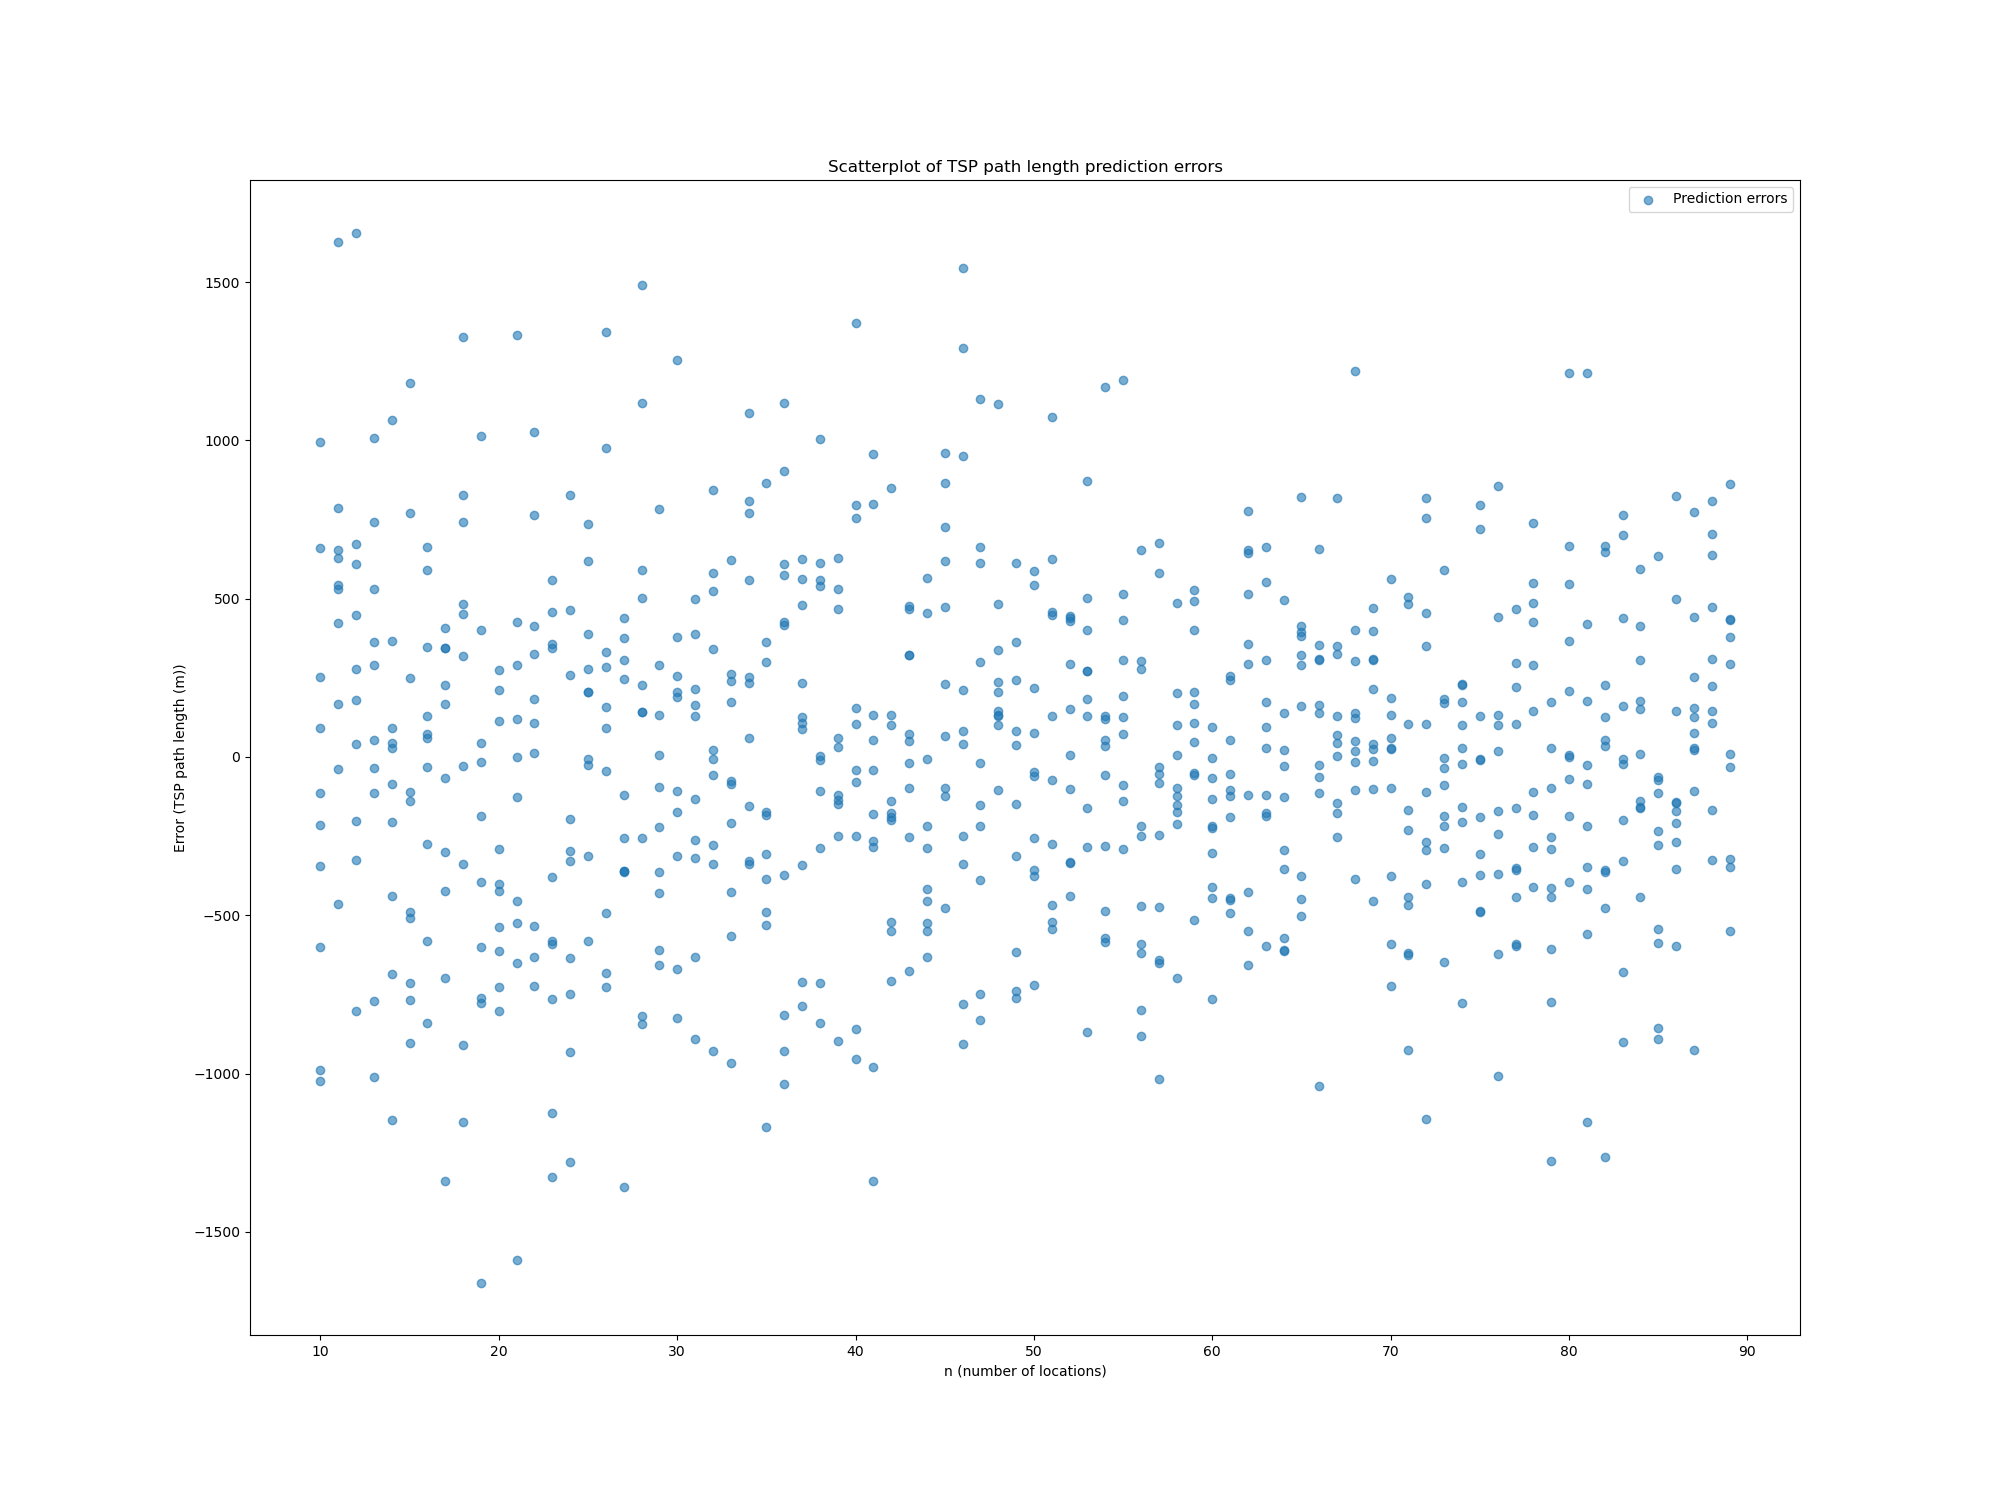 Scatterplot of TSP path length prediction errors
Prediction errors
1500
1000
500
0
−500
−1000
−1500
Error (TSP path length (m))
10 20 30 40 50 60 70 80 90
n (number of locations)